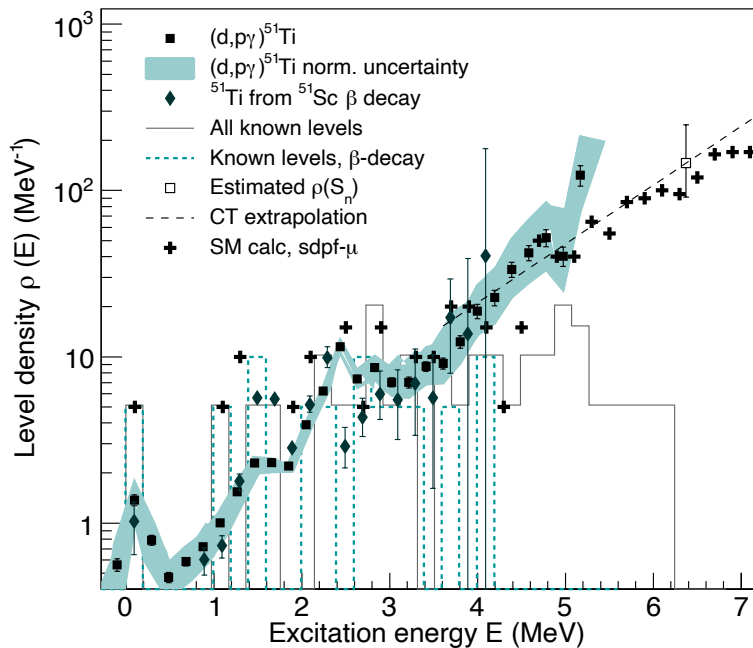 10³
(d,pγ)⁵¹Ti
(d,pγ)⁵¹Ti norm. uncertainty
⁵¹Ti from ⁵¹Sc β decay
All known levels
10²
Known levels, β-decay
Estimated ρ(Sₙ)
CT extrapolation
SM calc, sdpf-μ
10
1
Level density ρ (E) (MeV⁻¹)
0 1 2 3 4 5 6 7
Excitation energy E (MeV)